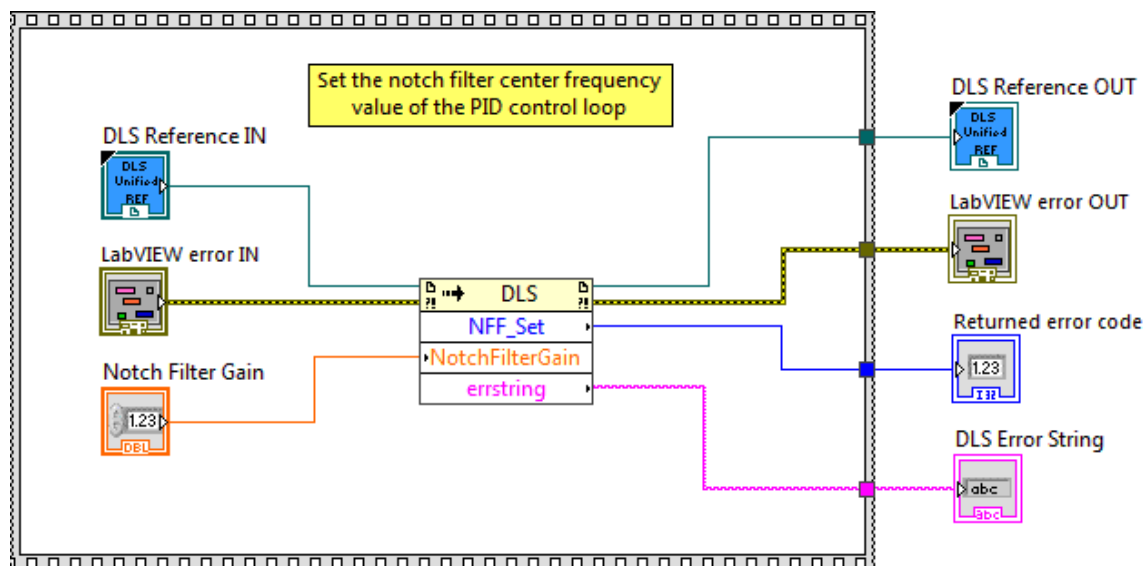 Set the notch filter center frequency
value of the PID control loop
DLS Reference IN
DLS
Unified
REF
LabVIEW error IN
Notch Filter Gain
1.23
DBL
DLS
NFF_Set
NotchFilterGain
errstring
DLS Reference OUT
DLS
Unified
REF
LabVIEW error OUT
Returned error code
1.23
I32
DLS Error String
abc
abc